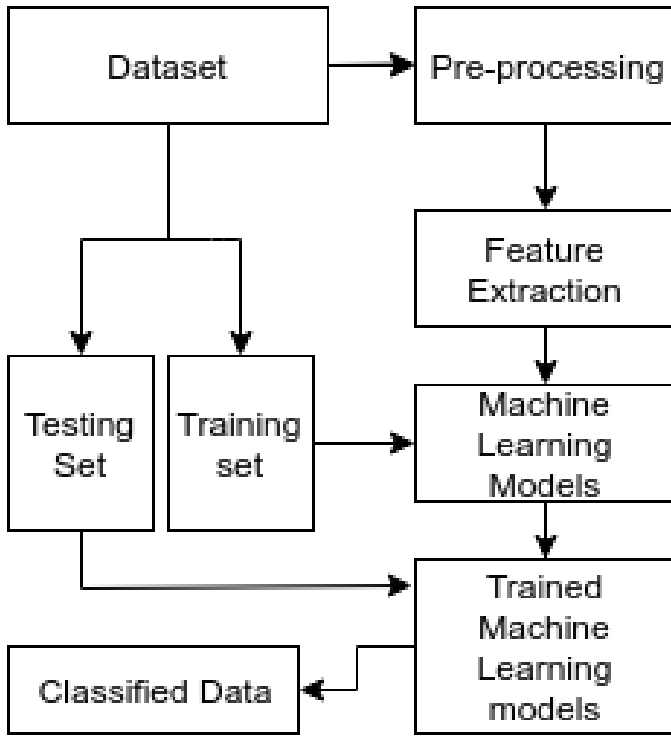 Dataset
Pre-processing
Feature
Extraction
Testing
Set
Training
set
Machine
Learning
Models
Trained
Machine
Learning
models
Classified Data